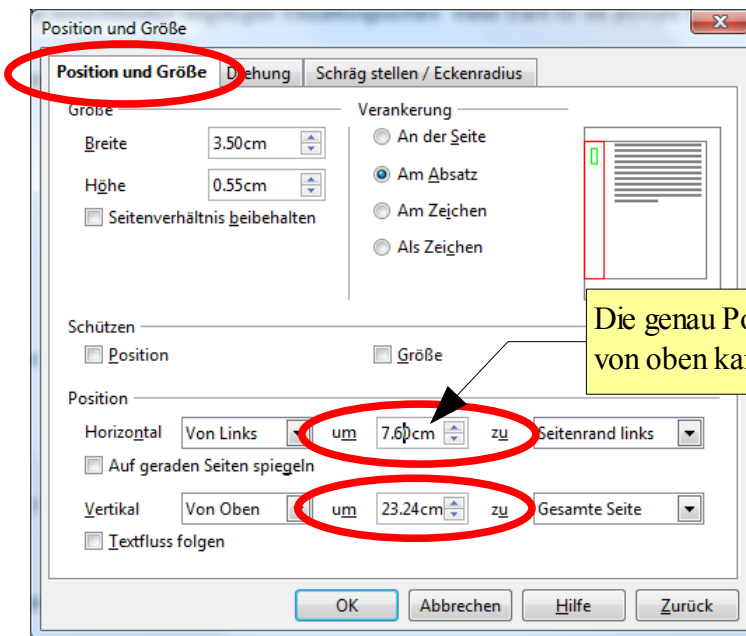 Position und Größe
Position und Größe Drehung Schräg stellen / Eckenradius
Größe
Breite 3.50cm
Höhe 0.55cm
Seitenverhältnis beibehalten
Verankerung
An der Seite
Am Absatz
Am Zeichen
Als Zeichen
Die genau Po
von oben kan
Schützen
Position Größe
Position
Horizontal Von Links um 7.60cm zu Seitenrand links
Auf geraden Seiten spiegeln
Vertikal Von Oben um 23.24cm zu Gesamte Seite
Textfluss folgen
OK Abbrechen Hilfe Zurück